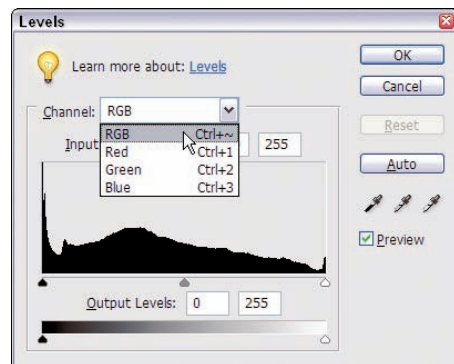 Levels
Learn more about: Levels
OK
Cancel
Channel: RGB
Reset
RGB Ctrl+~
Input 255
Red Ctrl+1
Auto
Green Ctrl+2
Blue Ctrl+3
Preview
Output Levels: 0 255